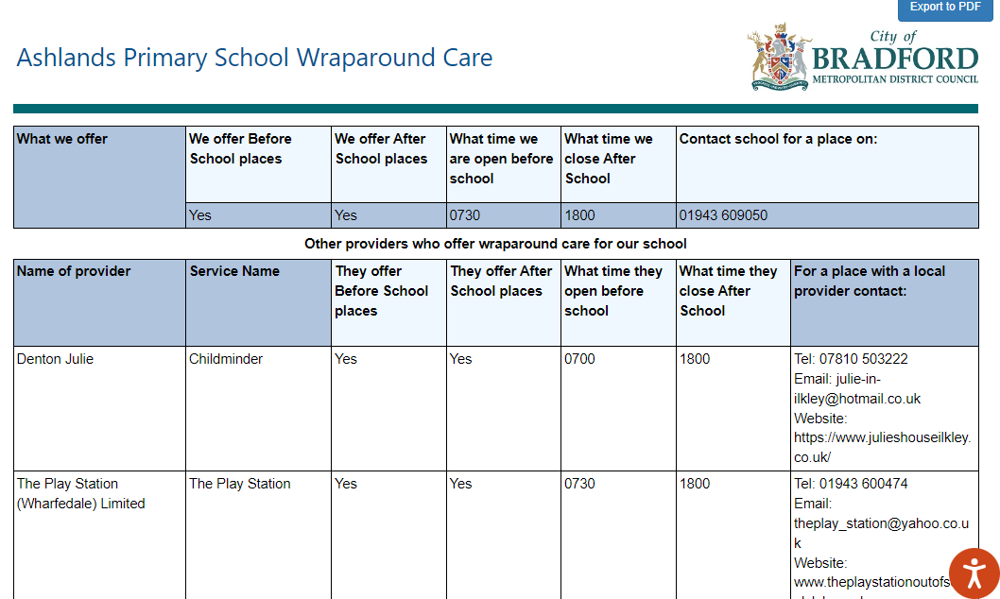 Export to PDF
Ashlands Primary School Wraparound Care
City of
BRADFORD
METROPOLITAN DISTRICT COUNCIL
What we offer
We offer Before
School places
We offer After
School places
What time we
are open before
school
What time we
close After
School
Contact school for a place on:
Yes
Yes
0730
1800
01943 609050
Other providers who offer wraparound care for our school
Name of provider
Service Name
They offer
Before School
places
They offer After
School places
What time they
open before
school
What time they
close After
School
For a place with a local
provider contact:
Denton Julie
Childminder
Yes
Yes
0700
1800
Tel: 07810 503222
Email: julie-in-
ilkley@hotmail.co.uk
Website:
https://www.julieshouseilkley.
co.uk/
The Play Station
(Wharfedale) Limited
The Play Station
Yes
Yes
0730
1800
Tel: 01943 600474
Email:
theplay_station@yahoo.co.u
k
Website:
www.theplaystationoutofs